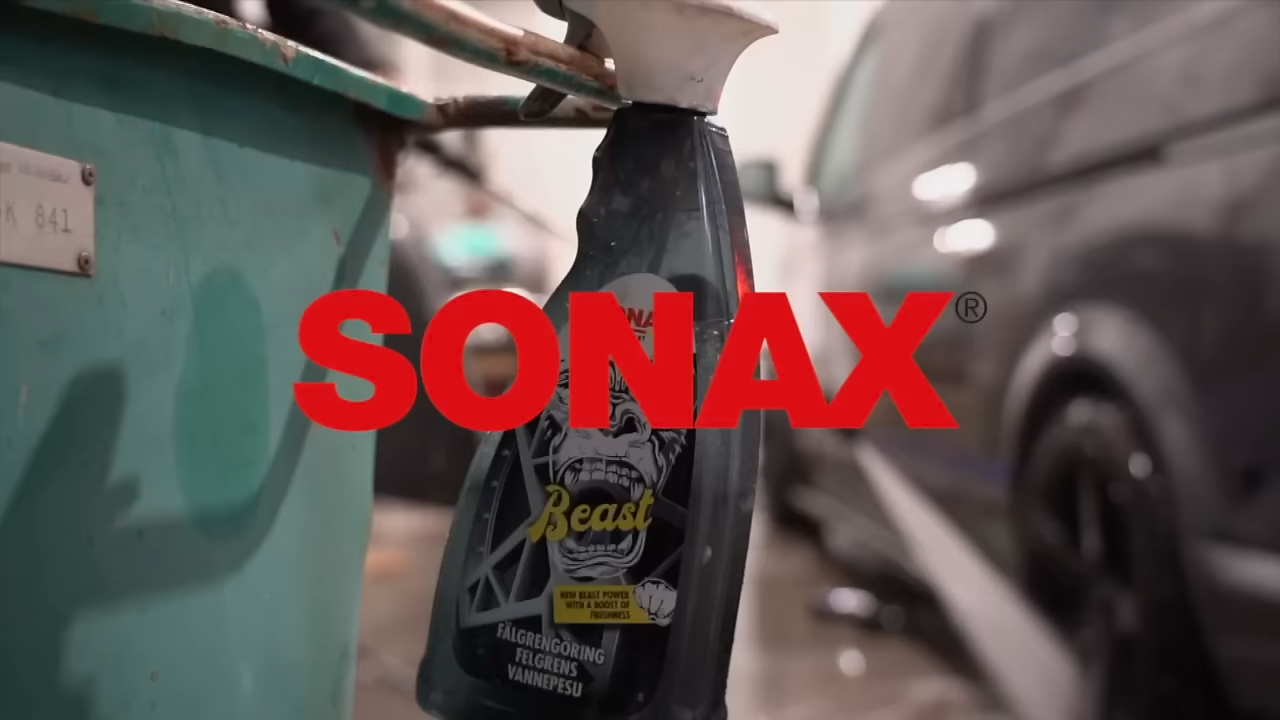 K 841
SONAX®
Beast
NEW BEAST POWER
WITH A BOOST OF
FRESHNESS
FÄLGRENGÖRING
FELGRENS
VANNEPESU